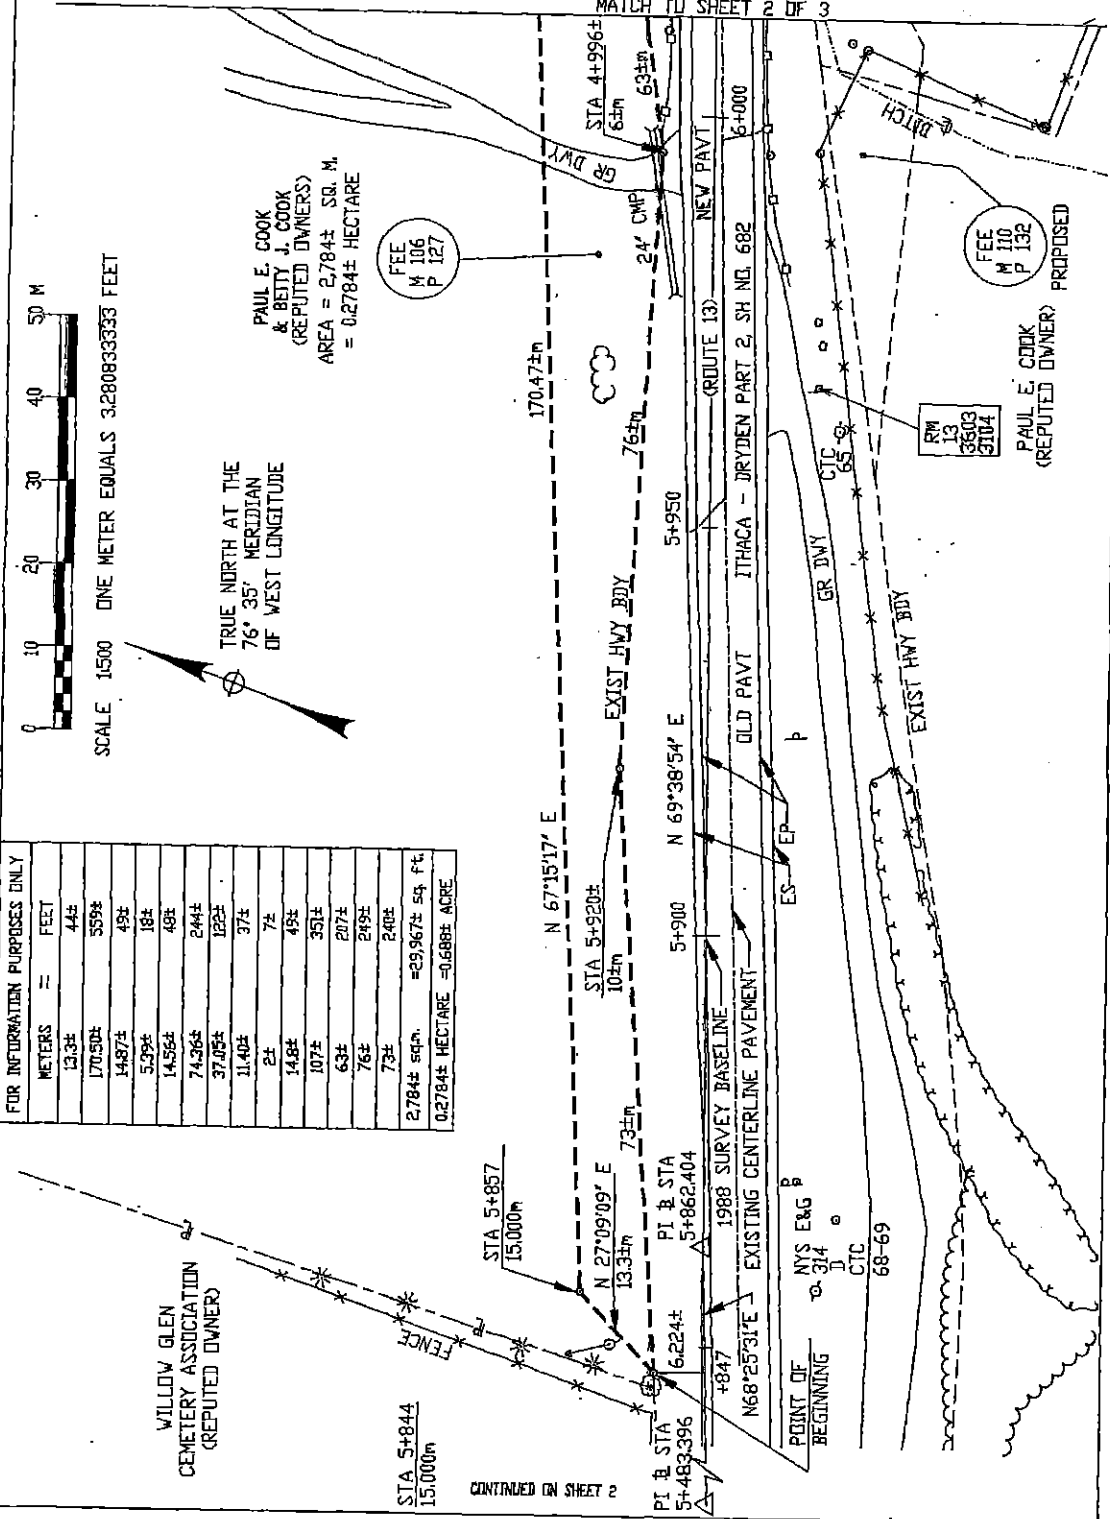 MATCH TO SHEET 2 OF 3
FOR INFORMATION PURPOSES ONLY
METERS = FEET
13.3± 44±
170.50± 559±
14.87± 49±
5.39± 18±
14.56± 48±
74.36± 244±
37.05± 122±
11.40± 37±
2± 7±
14.8± 49±
107± 351±
63± 207±
76± 249±
73± 240±
2,784± sq.m. =29,967± sq. ft.
0.2784± HECTARE =0.688± ACRE
0 10 20 30 40 50 M
SCALE 1:500 ONE METER EQUALS 3.280833333 FEET
TRUE NORTH AT THE
76° 35' MERIDIAN
OF WEST LONGITUDE
PAUL E. COOK
& BETTY J. COOK
(REPUTED OWNERS)
AREA = 2,784± SQ. M.
= 0.2784± HECTARE
FEE
M 106
P 127
WILLOW GLEN
CEMETERY ASSOCIATION
(REPUTED OWNER)
FENCE
STA 5+844
15.000m
STA 5+857
15.000m
N 27°09'09" E
13.3±m
N 67°15'17" E
170.47±m
STA 5+920±
10±m
EXIST HWY BDY
73±m
76±m
63±m
STA 4+996±
6±m
GR DWY
24" CMP
PI B STA
5+483.396
6.224±
PI B STA
5+862.404
+847
5+900
5+950
6+000
1988 SURVEY BASELINE
N 69°38'54" E
(ROUTE 13)
NEW PAVT
N68°25'31"E
EXISTING CENTERLINE PAVEMENT
OLD PAVT
ITHACA - DRYDEN PART 2, SH NO. 682
ES
EP
POINT OF
BEGINNING
NYS E&G
314
CTC
68-69
GR DWY
CTC
65
EXIST HWY BDY
RM
13
3603
3104
PAUL E. COOK
(REPUTED OWNER)
FEE
M 110
P 132
PROPOSED
DITCH
CONTINUED ON SHEET 2